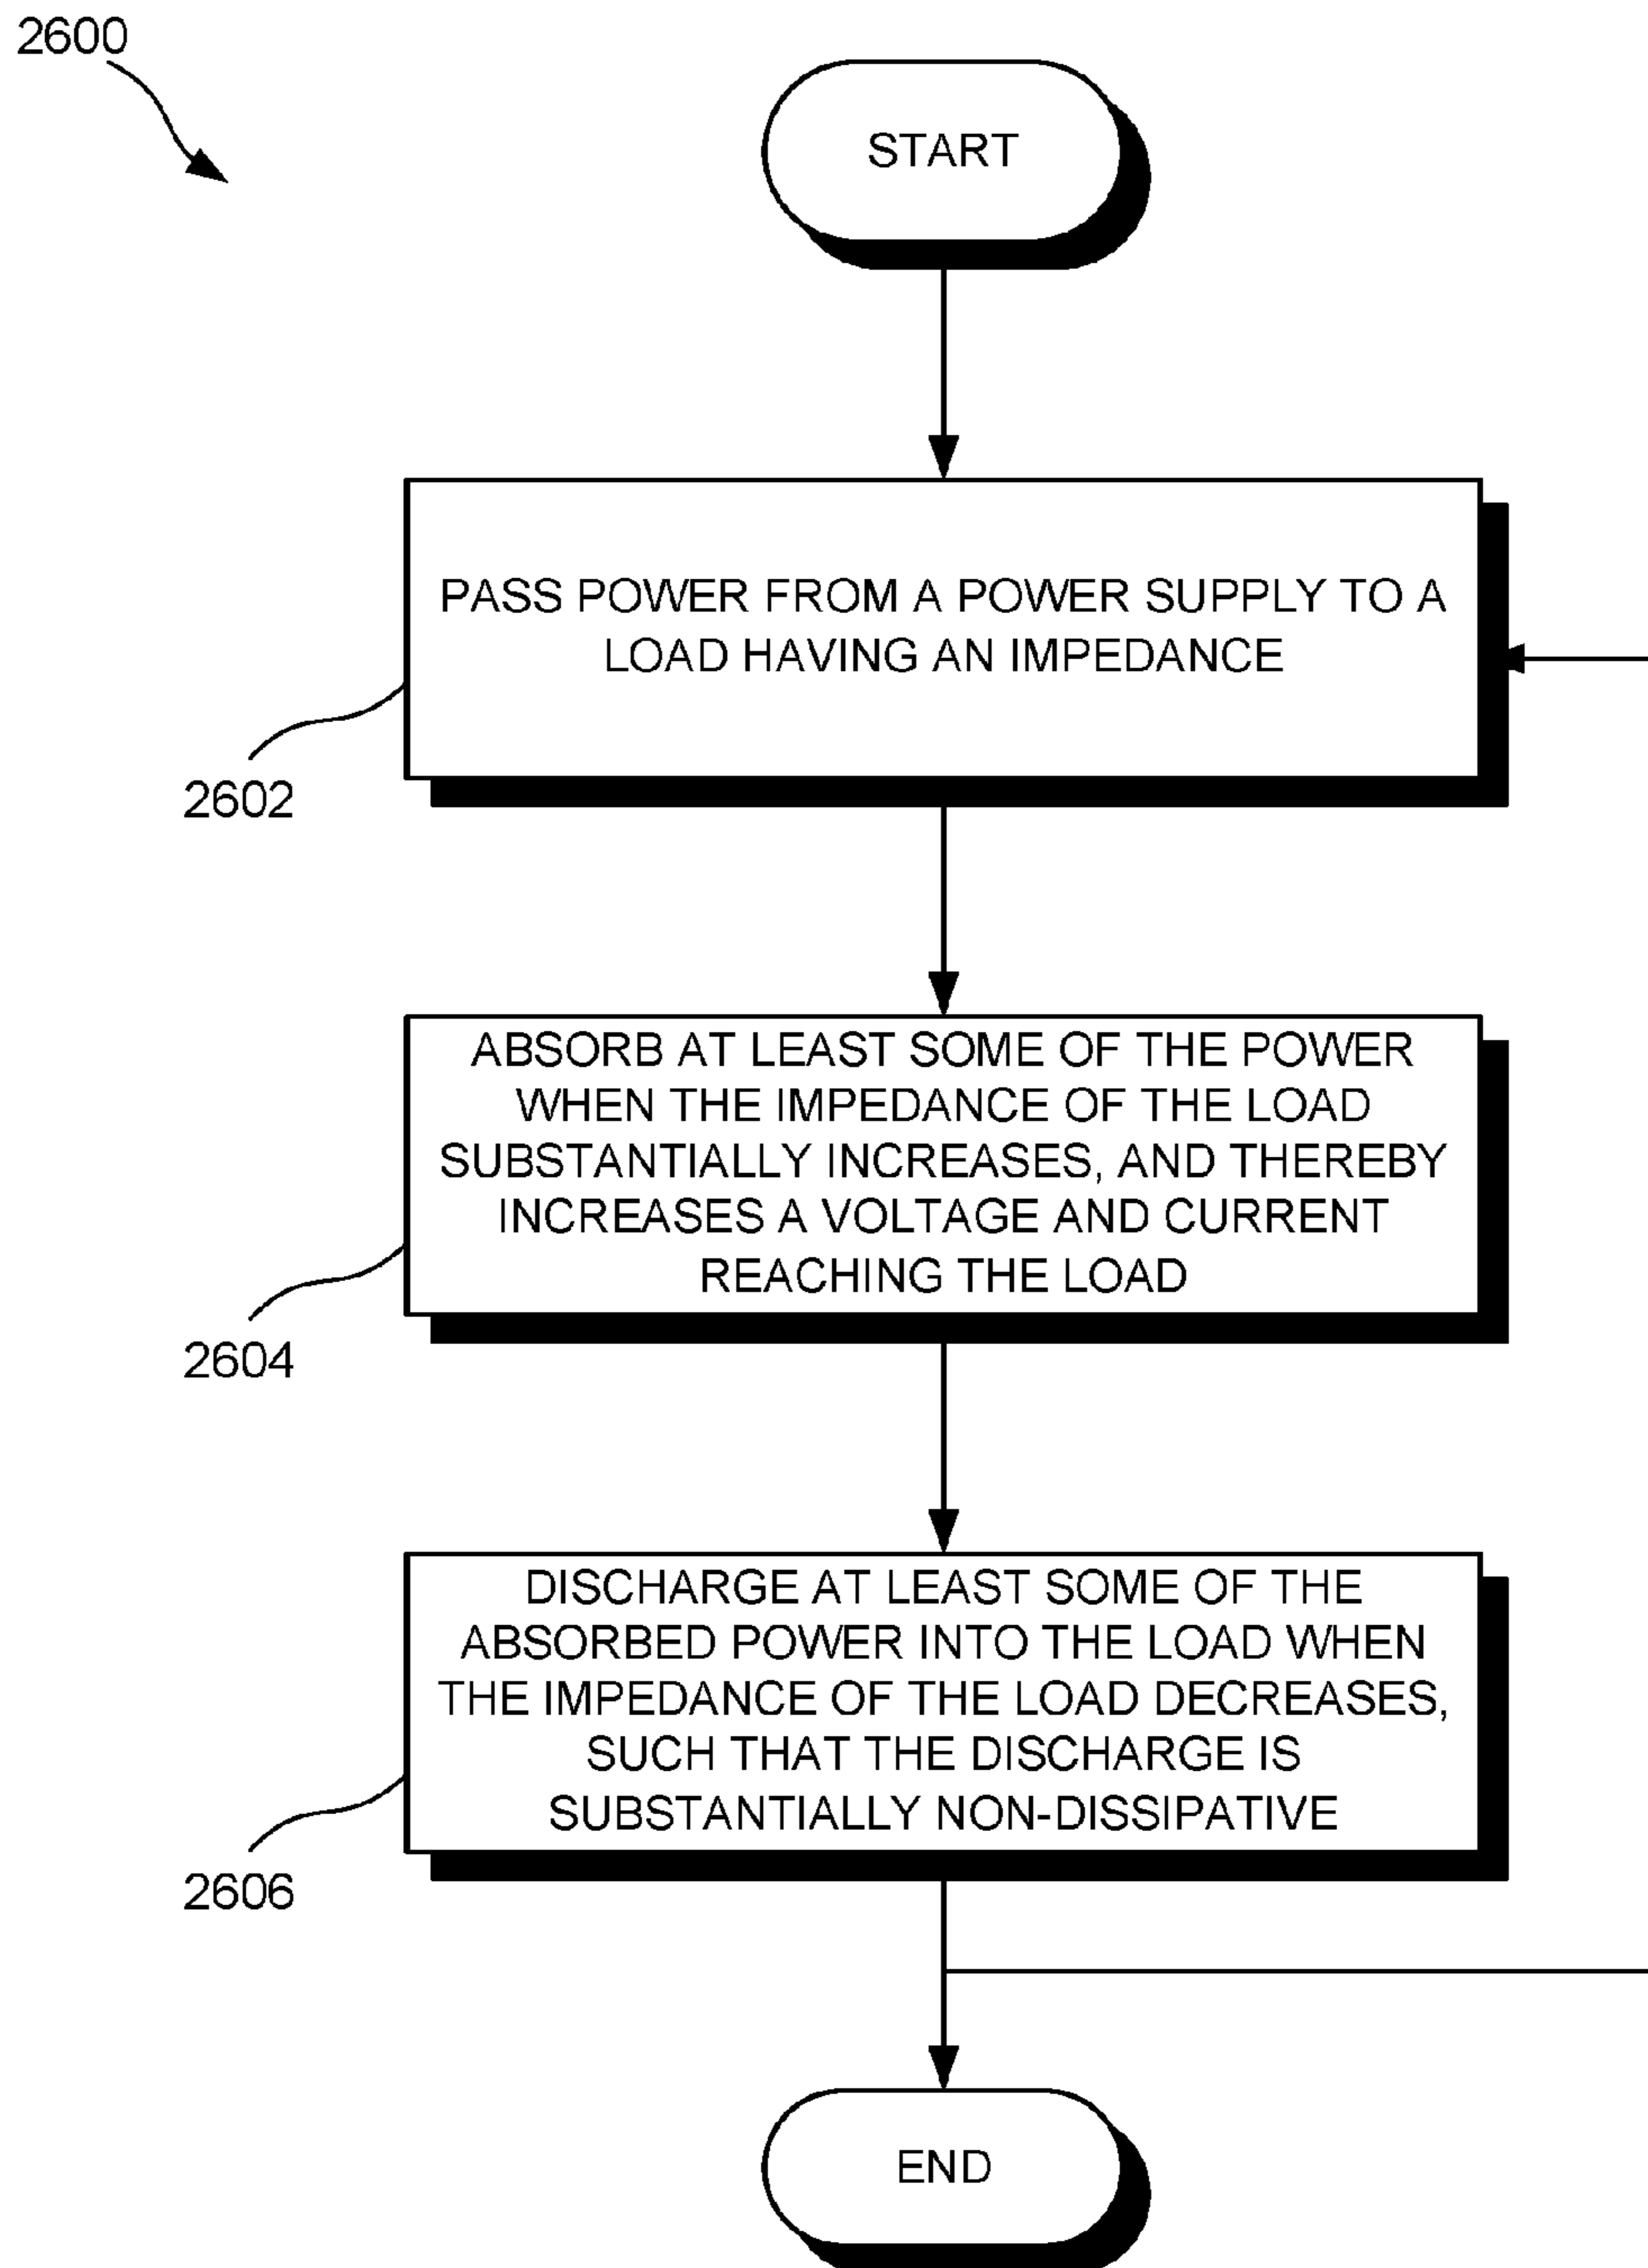 2600
START
PASS POWER FROM A POWER SUPPLY TO A
LOAD HAVING AN IMPEDANCE
2602
ABSORB AT LEAST SOME OF THE POWER
WHEN THE IMPEDANCE OF THE LOAD
SUBSTANTIALLY INCREASES, AND THEREBY
INCREASES A VOLTAGE AND CURRENT
REACHING THE LOAD
2604
DISCHARGE AT LEAST SOME OF THE
ABSORBED POWER INTO THE LOAD WHEN
THE IMPEDANCE OF THE LOAD DECREASES,
SUCH THAT THE DISCHARGE IS
SUBSTANTIALLY NON-DISSIPATIVE
2606
END